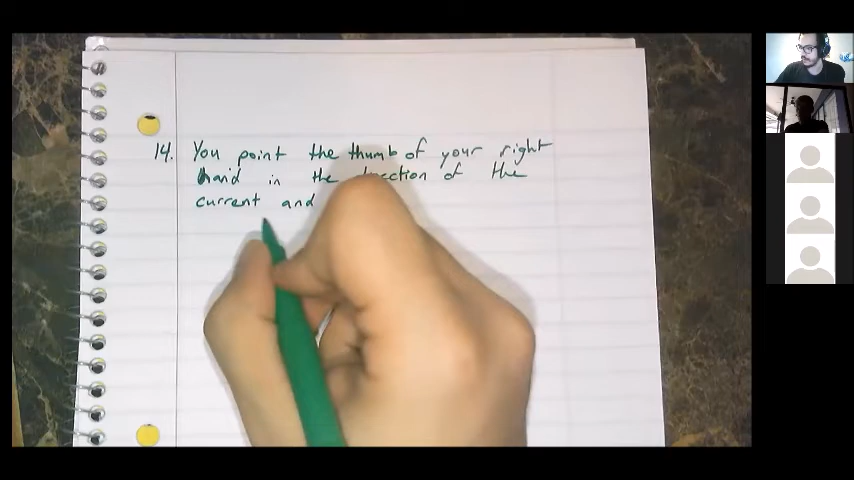 14. You point the thumb of your right
hand in the direction of the
current and